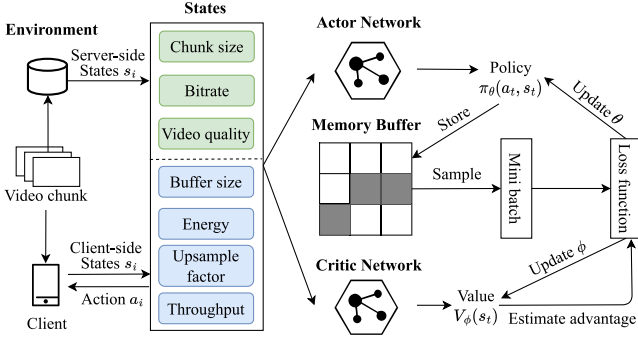 Environment
Server-side
States s_i
Video chunk
Client-side
States s_i
Action a_i
Client
States
Chunk size
Bitrate
Video quality
Buffer size
Energy
Upsample
factor
Throughput
Actor Network
Policy
π_θ(a_t, s_t)
Update θ
Store
Memory Buffer
Sample
Mini batch
Loss function
Update ϕ
Critic Network
Value
V_ϕ(s_t)
Estimate advantage